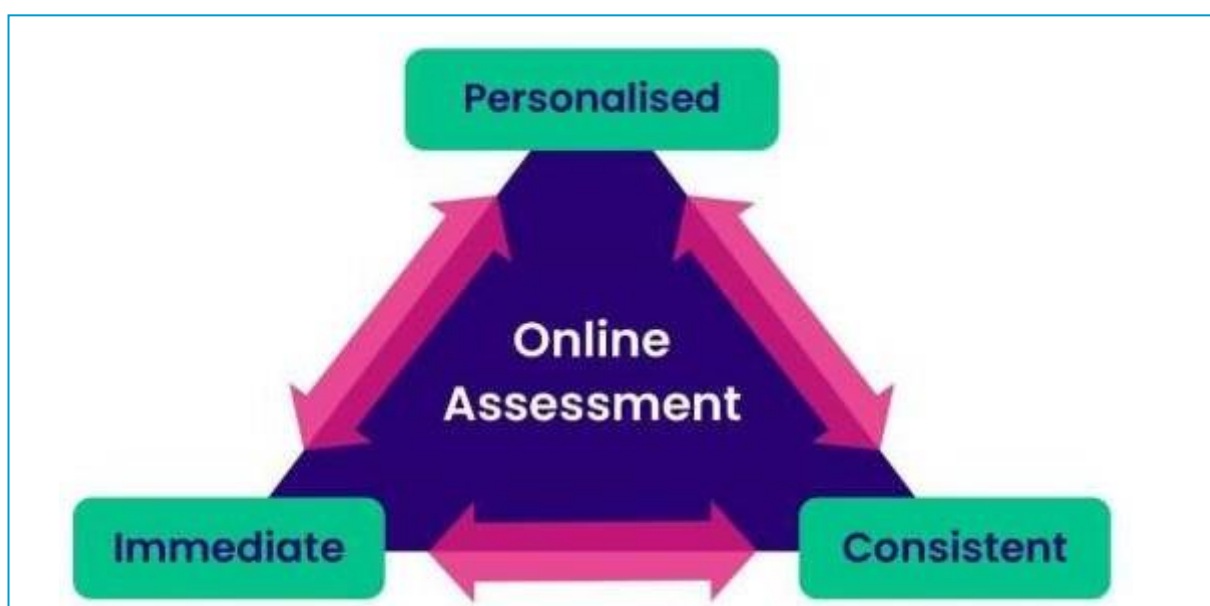 Personalised
Online
Assessment
Immediate
Consistent